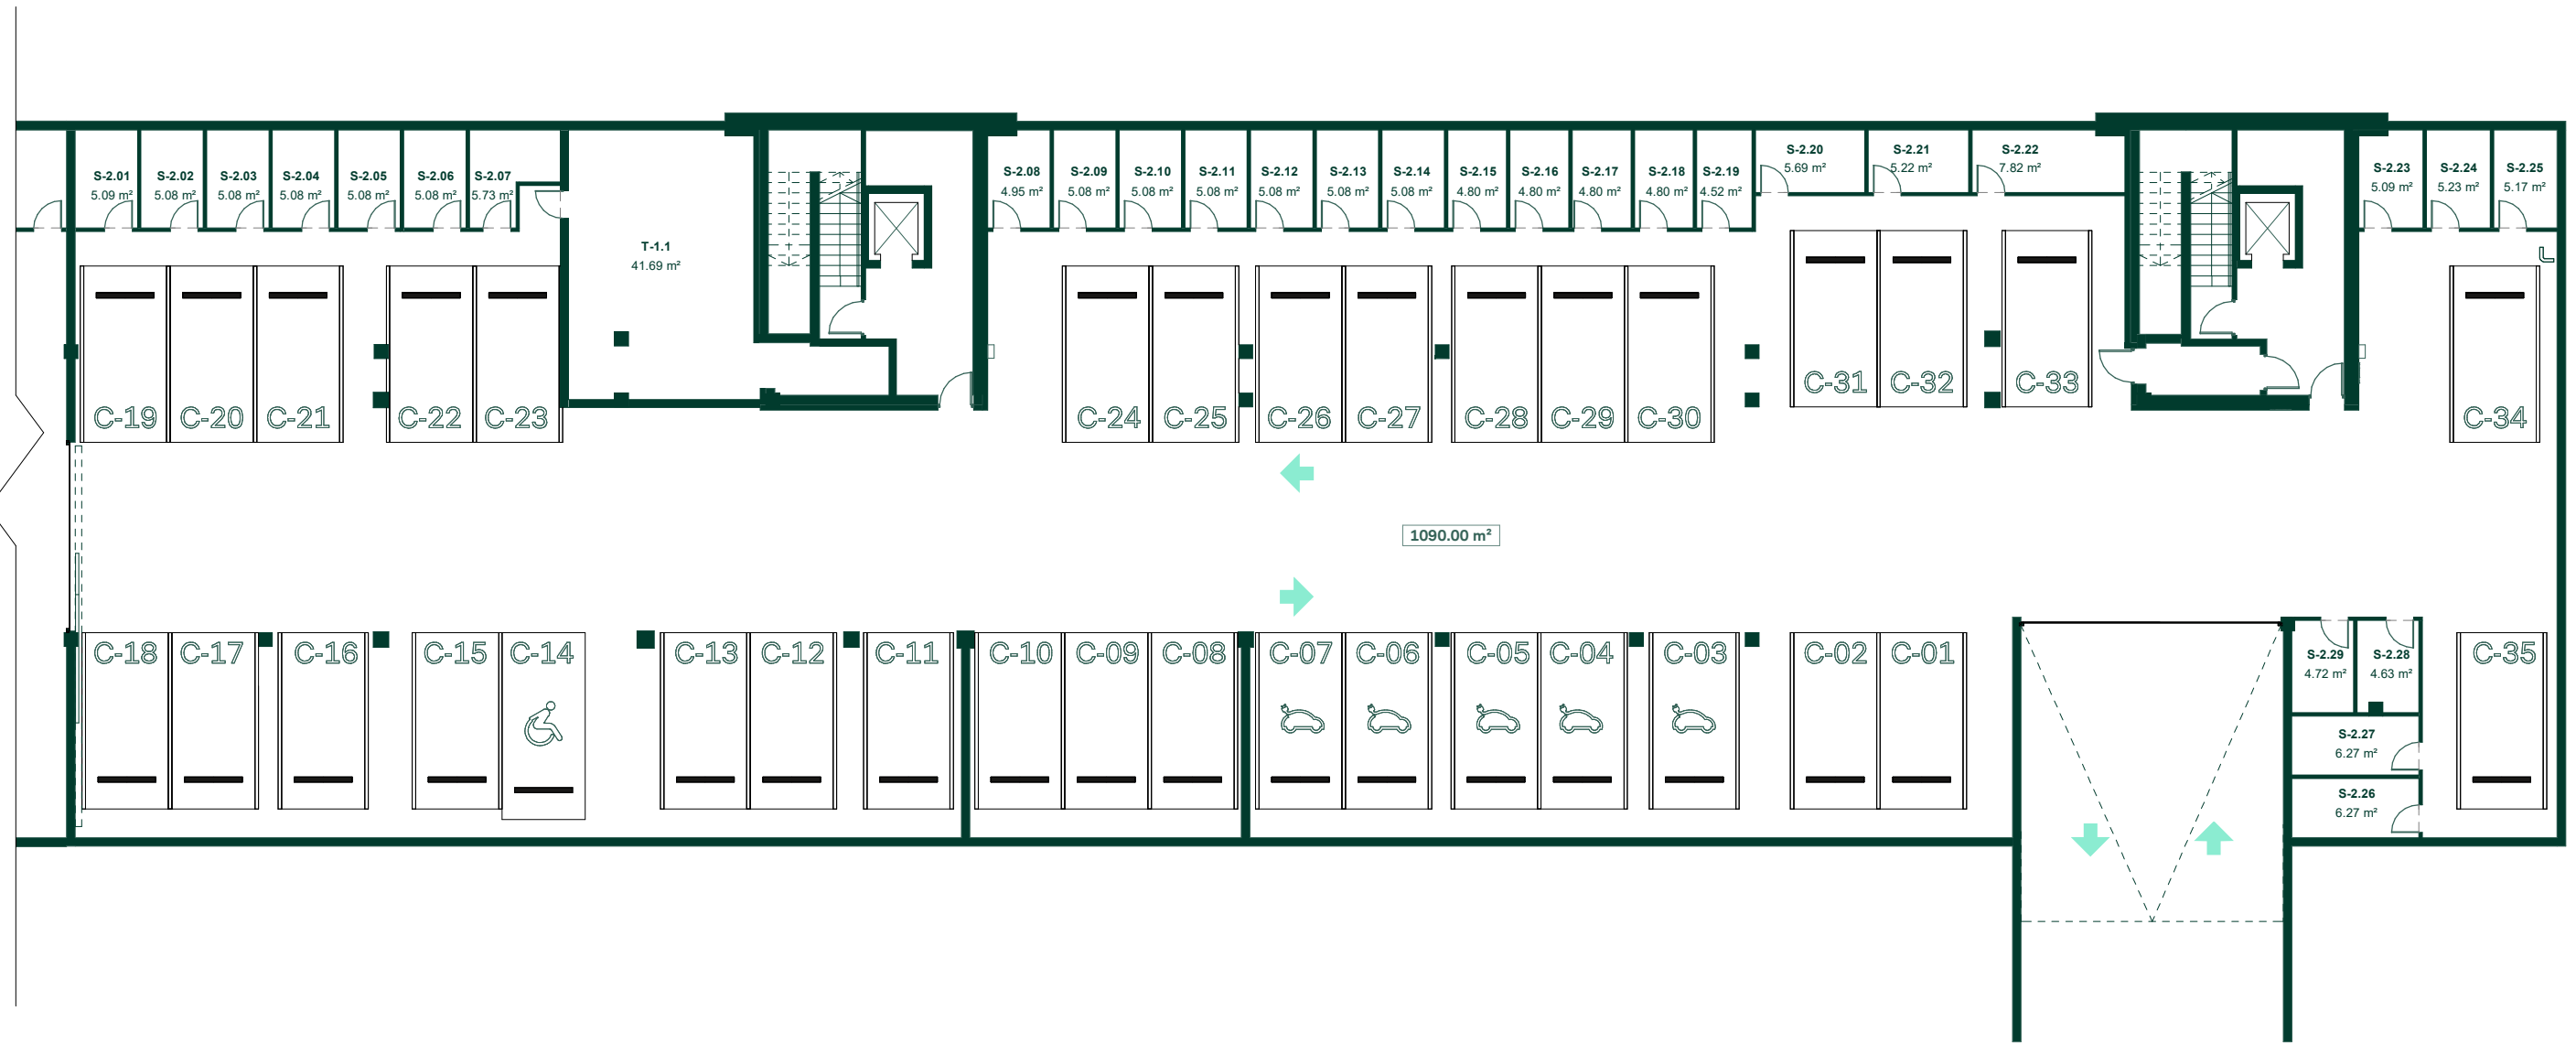 S-2.01
5.09 m²
S-2.02
5.08 m²
S-2.03
5.08 m²
S-2.04
5.08 m²
S-2.05
5.08 m²
S-2.06
5.08 m²
S-2.07
5.73 m²
T-1.1
41.69 m²
S-2.08
4.95 m²
S-2.09
5.08 m²
S-2.10
5.08 m²
S-2.11
5.08 m²
S-2.12
5.08 m²
S-2.13
5.08 m²
S-2.14
5.08 m²
S-2.15
4.80 m²
S-2.16
4.80 m²
S-2.17
4.80 m²
S-2.18
4.80 m²
S-2.19
4.52 m²
S-2.20
5.69 m²
S-2.21
5.22 m²
S-2.22
7.82 m²
S-2.23
5.09 m²
S-2.24
5.23 m²
S-2.25
5.17 m²
C-19
C-20
C-21
C-22
C-23
C-24
C-25
C-26
C-27
C-28
C-29
C-30
C-31
C-32
C-33
C-34
1090.00 m²
C-18
C-17
C-16
C-15
C-14
C-13
C-12
C-11
C-10
C-09
C-08
C-07
C-06
C-05
C-04
C-03
C-02
C-01
S-2.29
4.72 m²
S-2.28
4.63 m²
C-35
S-2.27
6.27 m²
S-2.26
6.27 m²